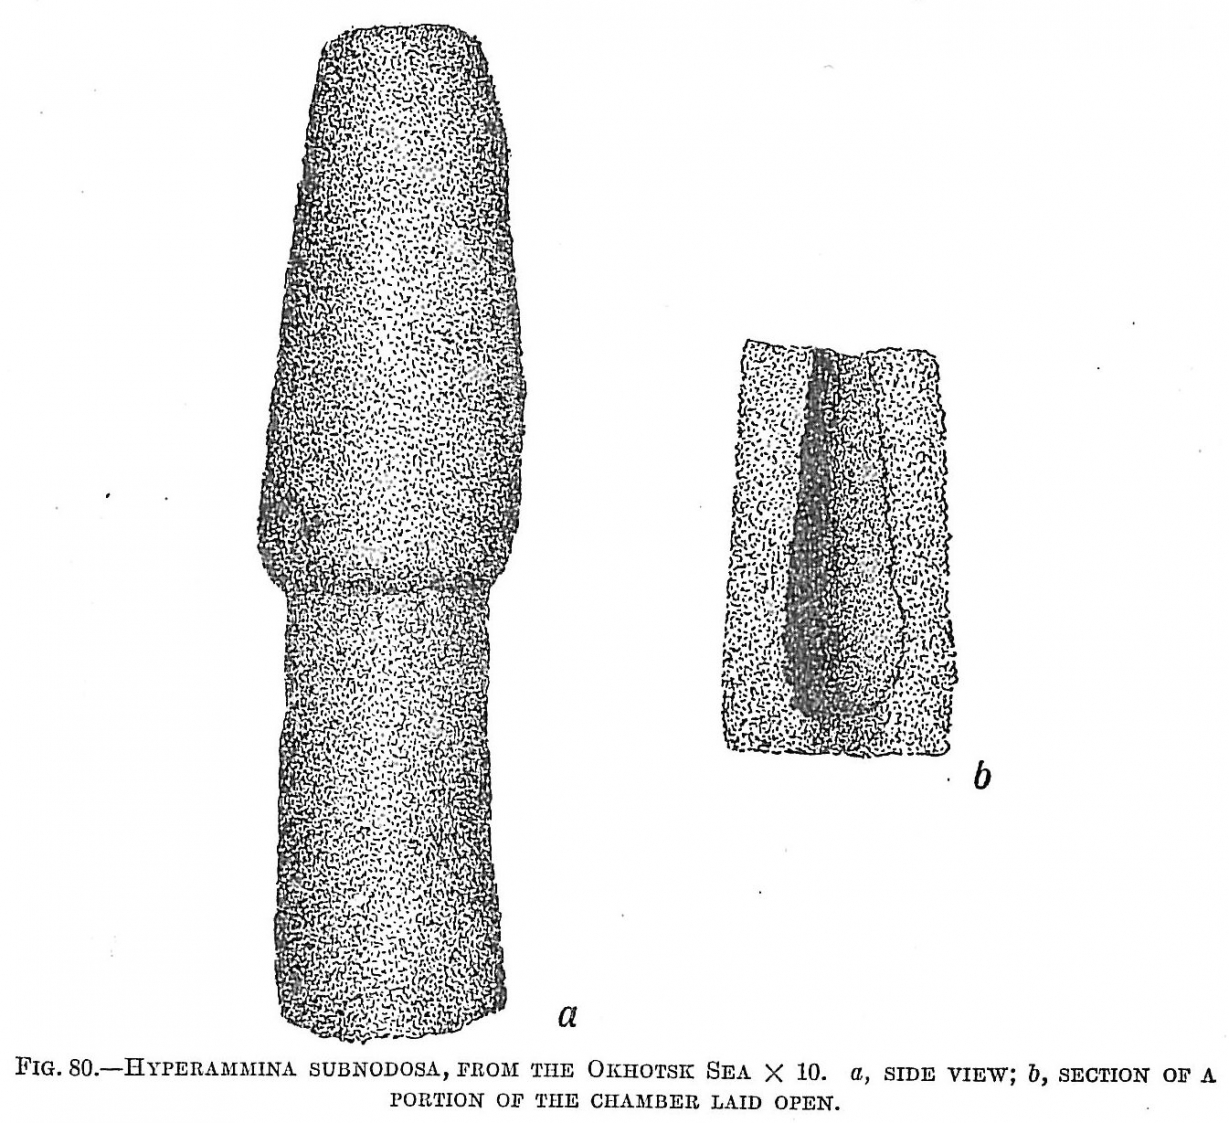 a
b
FIG. 80.—HYPERAMMINA SUBNODOSA, FROM THE OKHOTSK SEA × 10. a, SIDE VIEW; b, SECTION OF A
PORTION OF THE CHAMBER LAID OPEN.